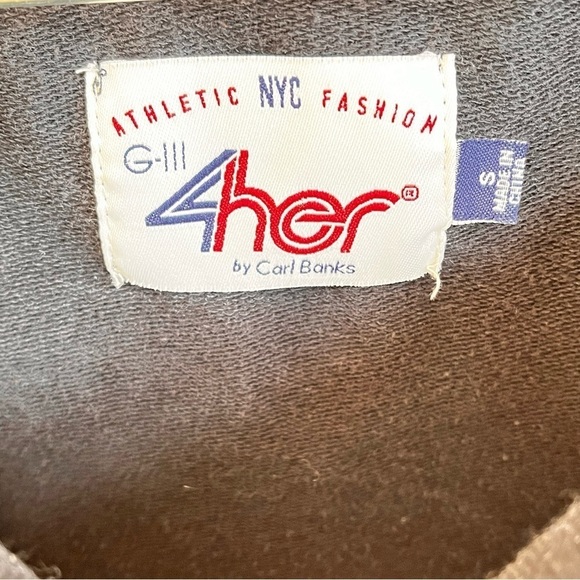 ATHLETIC NYC FASHION
G-III
4her®
by Carl Banks
S
MADE IN
CHINA